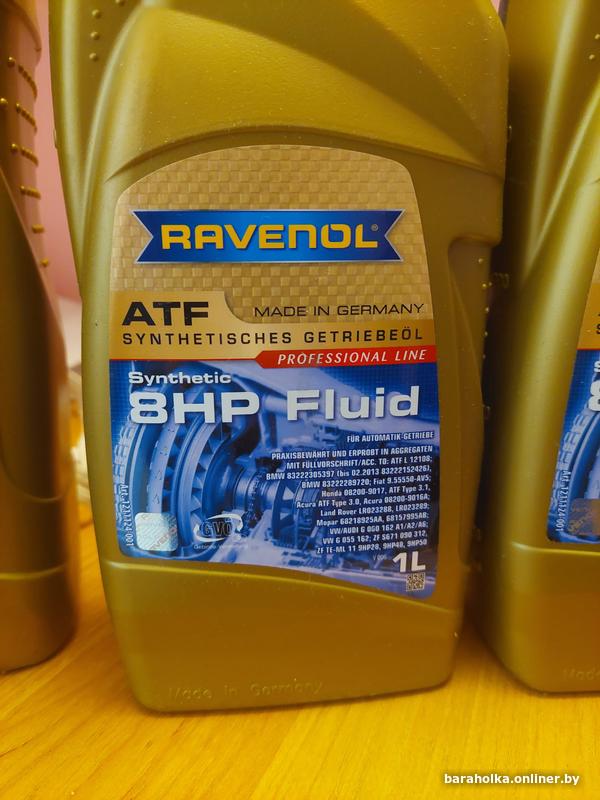 RAVENOL®
ATF MADE IN GERMANY
SYNTHETISCHES GETRIEBEÖL
PROFESSIONAL LINE
Synthetic
8HP Fluid
FÜR AUTOMATIK-GETRIEBE
PRAXISBEWÄHRT UND ERPROBT IN AGGREGATEN
MIT FÜLLVORSCHRIFT/ACC. TO: ATF L 12108;
BMW 83222305397 (bis 02.2013 83222152426),
BMW 83222289720; Fiat 9.55550-AV5;
Honda 08200-9017, ATF Type 3.1,
Acura ATF Type 3.0, Acura 08200-9016A;
Land Rover LR023288, LR023289;
Mopar 68218925AA, 68157995AB;
VW/AUDI G 060 162 A1/A2/A6;
VW G 055 162; ZF S671 090 312,
ZF TE-ML 11 9HP28, 9HP48, 9HP50
1L
Made in Germany
baraholka.onliner.by